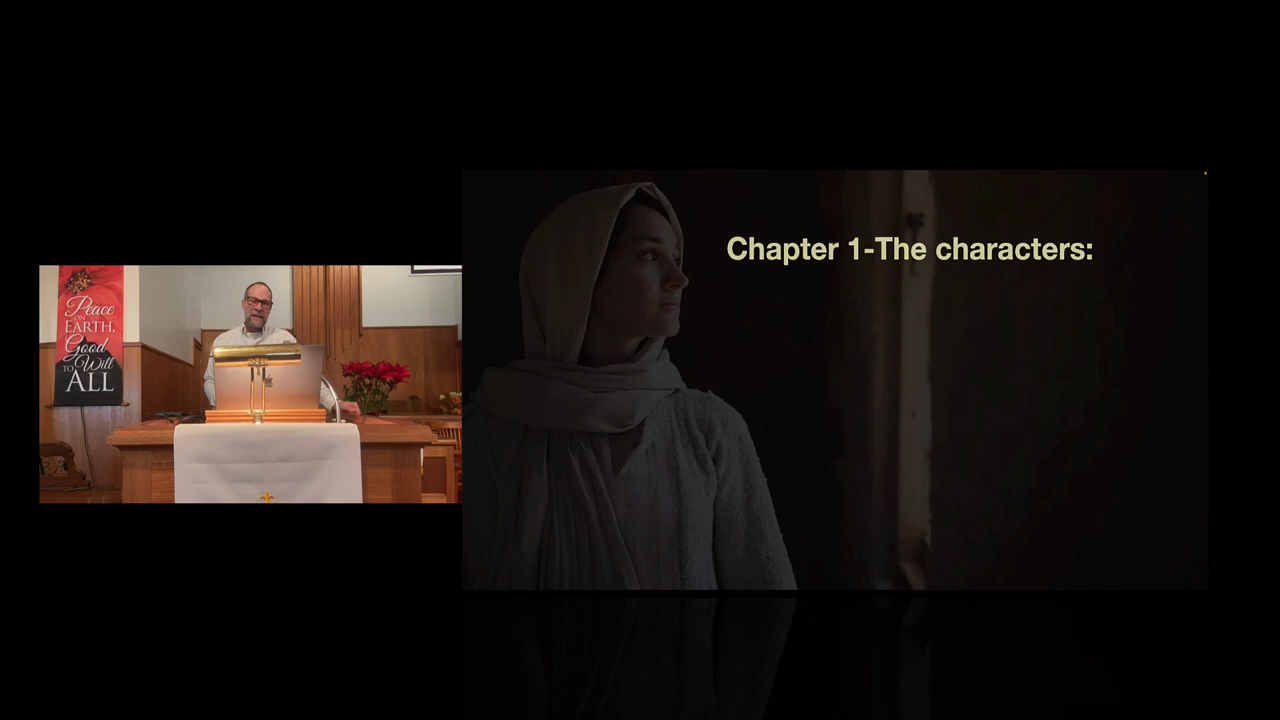 Peace
ON
EARTH,
Good
Will
TO
ALL
Chapter 1-The characters: